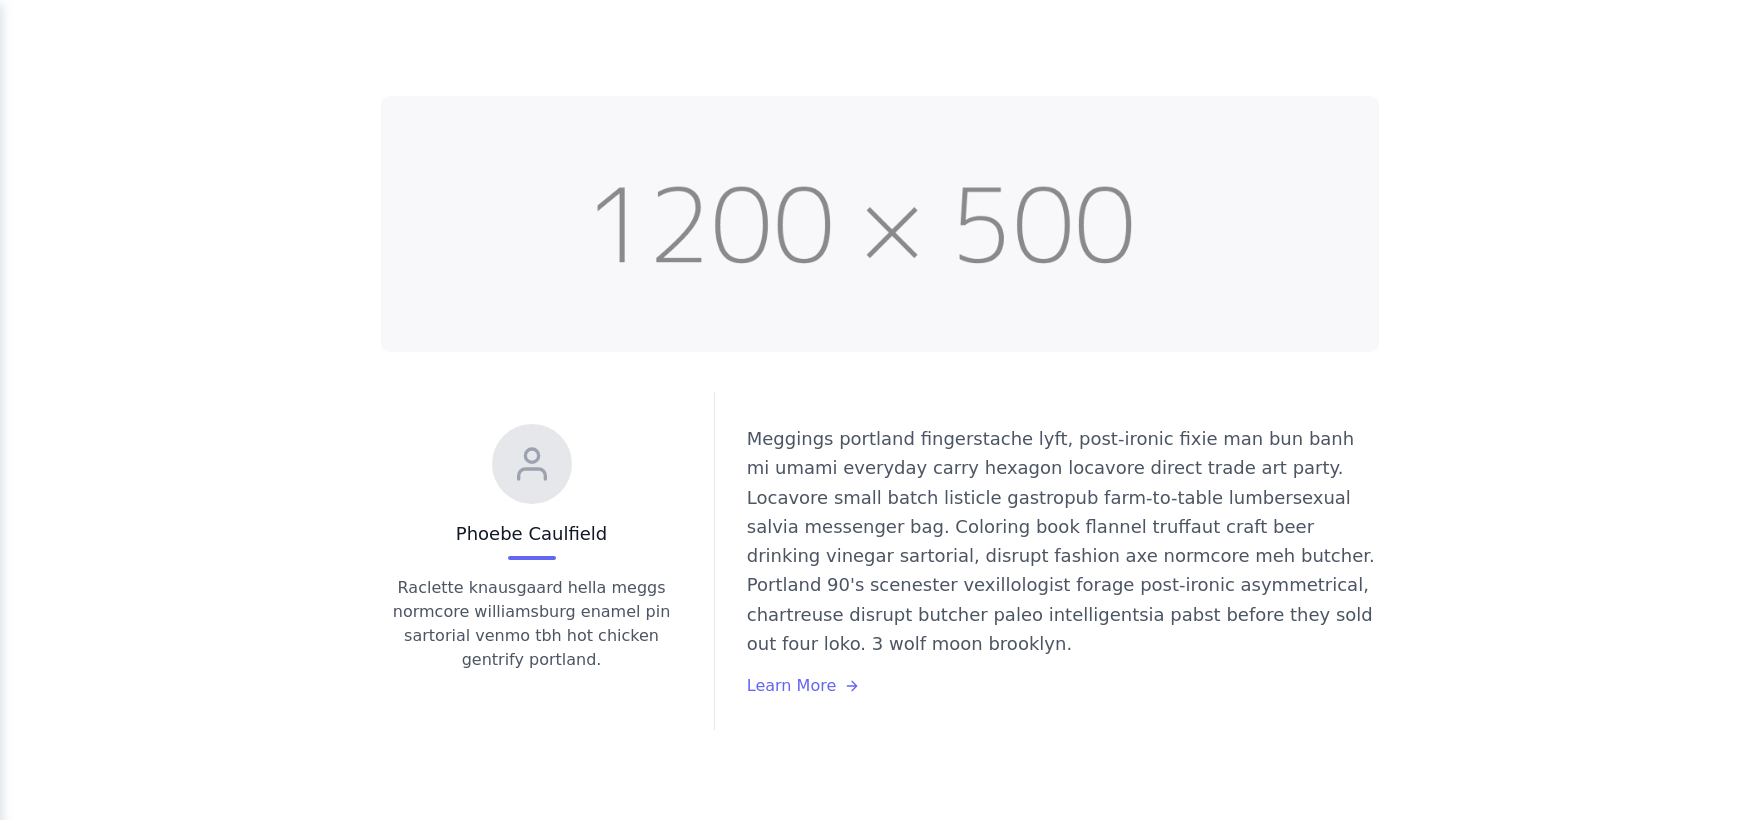 1200 × 500
Phoebe Caulfield
Raclette knausgaard hella meggs
normcore williamsburg enamel pin
sartorial venmo tbh hot chicken
gentrify portland.
Meggings portland fingerstache lyft, post-ironic fixie man bun banh
mi umami everyday carry hexagon locavore direct trade art party.
Locavore small batch listicle gastropub farm-to-table lumbersexual
salvia messenger bag. Coloring book flannel truffaut craft beer
drinking vinegar sartorial, disrupt fashion axe normcore meh butcher.
Portland 90's scenester vexillologist forage post-ironic asymmetrical,
chartreuse disrupt butcher paleo intelligentsia pabst before they sold
out four loko. 3 wolf moon brooklyn.
Learn More →